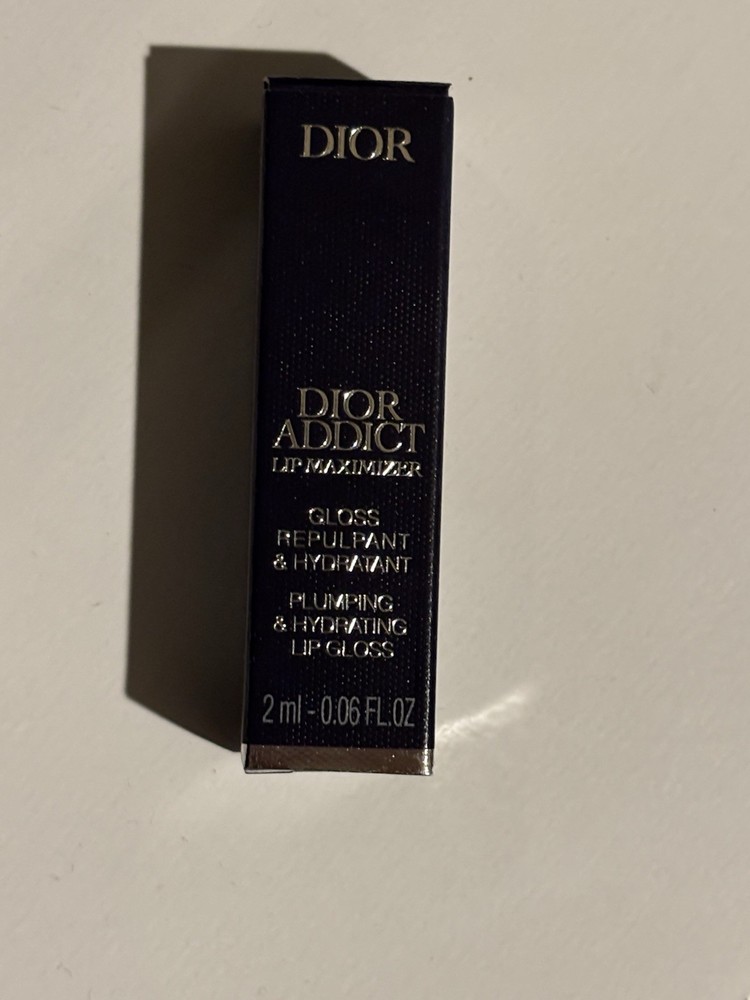 DIOR
DIOR
ADDICT
LIP MAXIMIZER
GLOSS
REPULPANT
& HYDRATANT
PLUMPING
& HYDRATING
LIP GLOSS
2 ml - 0.06 FL.OZ